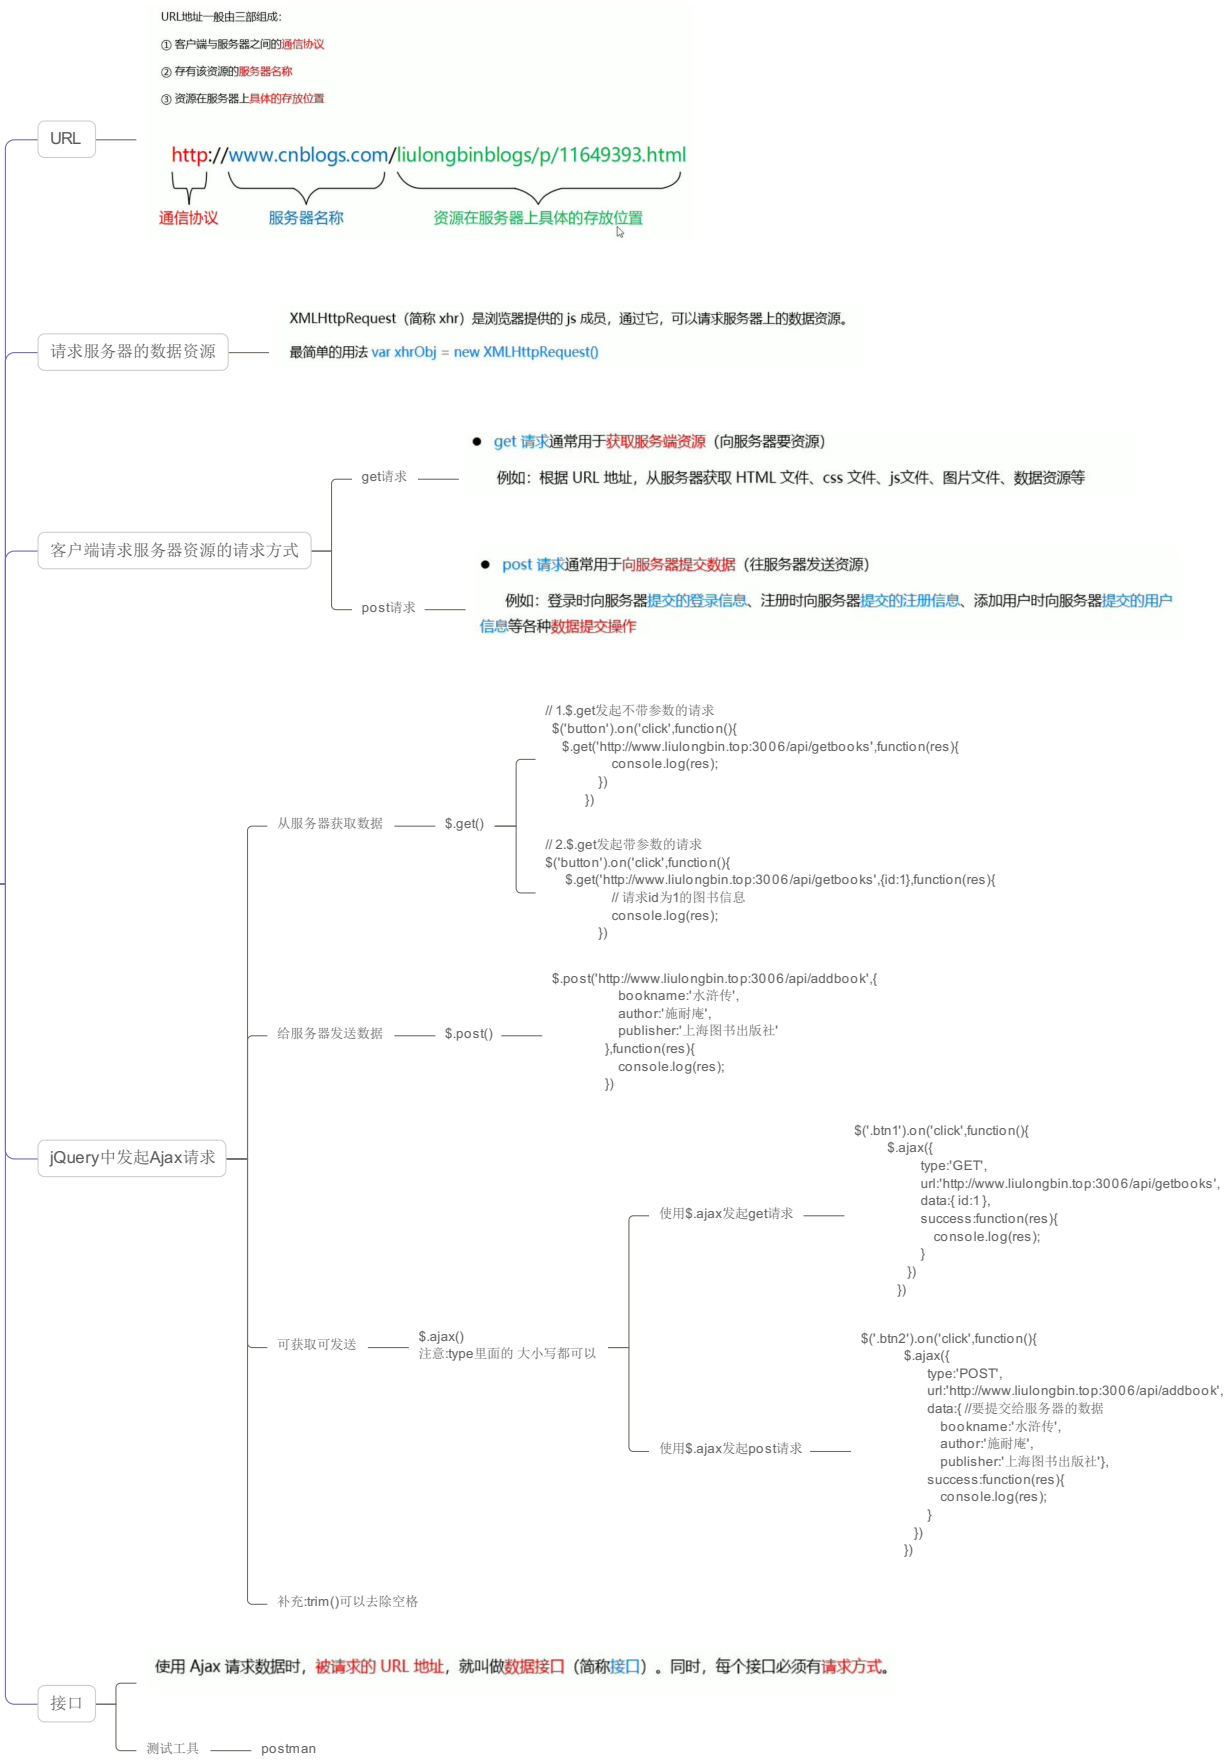 URL地址一般由三部组成：
① 客户端与服务器之间的通信协议
② 存有该资源的服务器名称
③ 资源在服务器上具体的存放位置
URL
http://www.cnblogs.com/liulongbinblogs/p/11649393.html
通信协议 服务器名称 资源在服务器上具体的存放位置
XMLHttpRequest（简称 xhr）是浏览器提供的 js 成员，通过它，可以请求服务器上的数据资源。
请求服务器的数据资源
最简单的用法 var xhrObj = new XMLHttpRequest()
● get 请求通常用于获取服务端资源（向服务器要资源）
get请求
例如：根据 URL 地址，从服务器获取 HTML 文件、css 文件、js文件、图片文件、数据资源等
客户端请求服务器资源的请求方式
● post 请求通常用于向服务器提交数据（往服务器发送资源）
post请求
例如：登录时向服务器提交的登录信息、注册时向服务器提交的注册信息、添加用户时向服务器提交的用户
信息等各种数据提交操作
// 1.$.get发起不带参数的请求
$('button').on('click',function(){
$.get('http://www.liulongbin.top:3006/api/getbooks',function(res){
console.log(res);
})
})
从服务器获取数据 $.get()
// 2.$.get发起带参数的请求
$('button').on('click',function(){
$.get('http://www.liulongbin.top:3006/api/getbooks',{id:1},function(res){
// 请求id为1的图书信息
console.log(res);
})
$.post('http://www.liulongbin.top:3006/api/addbook',{
bookname:'水浒传',
author:'施耐庵',
publisher:'上海图书出版社'
给服务器发送数据 $.post()
},function(res){
console.log(res);
})
jQuery中发起Ajax请求
$('.btn1').on('click',function(){
$.ajax({
type:'GET',
url:'http://www.liulongbin.top:3006/api/getbooks',
data:{ id:1 },
使用$.ajax发起get请求
success:function(res){
console.log(res);
}
})
})
可获取可发送 $.ajax()
注意:type里面的 大小写都可以
$('.btn2').on('click',function(){
$.ajax({
type:'POST',
url:'http://www.liulongbin.top:3006/api/addbook',
data:{ //要提交给服务器的数据
bookname:'水浒传',
author:'施耐庵',
使用$.ajax发起post请求
publisher:'上海图书出版社'},
success:function(res){
console.log(res);
}
})
})
补充:trim()可以去除空格
使用 Ajax 请求数据时，被请求的 URL 地址，就叫做数据接口（简称接口）。同时，每个接口必须有请求方式。
接口
测试工具 postman